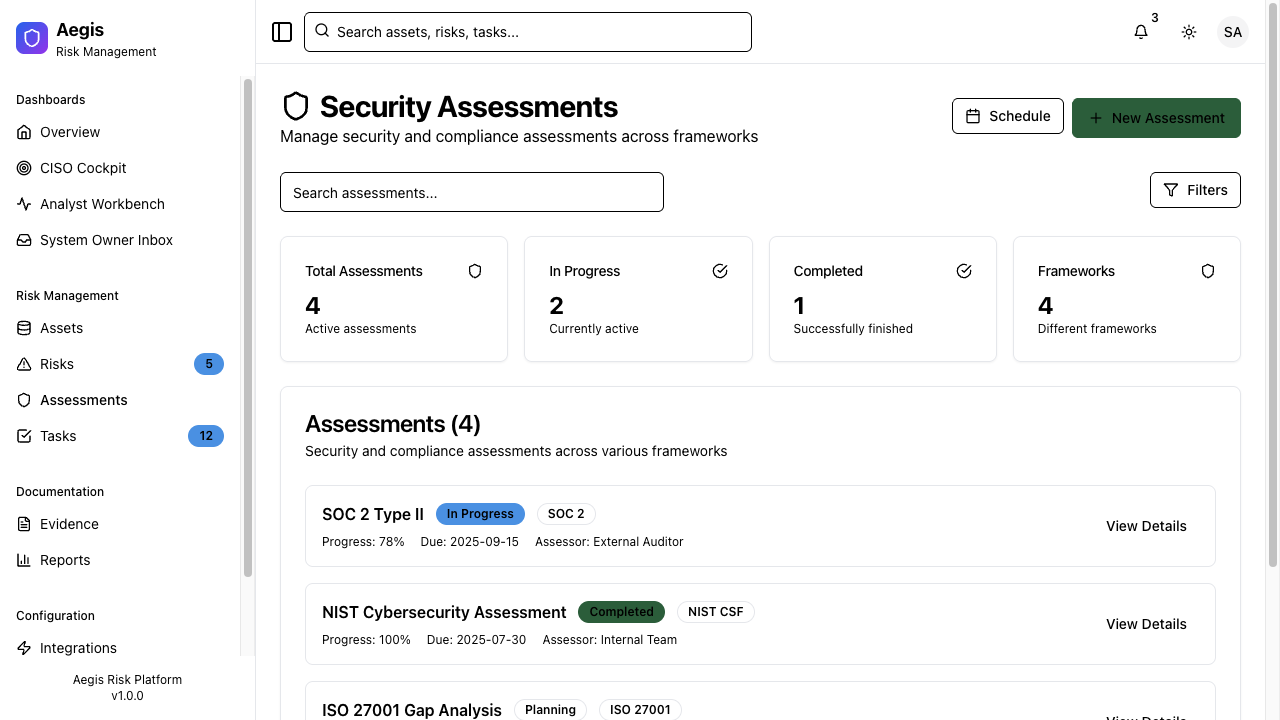 Aegis
Risk Management
Dashboards
Overview
CISO Cockpit
Analyst Workbench
System Owner Inbox
Risk Management
Assets
Risks
5
Assessments
Tasks
12
Documentation
Evidence
Reports
Configuration
Integrations
Aegis Risk Platform
v1.0.0
Search assets, risks, tasks...
3
SA
Security Assessments
Manage security and compliance assessments across frameworks
Schedule
New Assessment
Search assessments...
Filters
Total Assessments
4
Active assessments
In Progress
2
Currently active
Completed
1
Successfully finished
Frameworks
4
Different frameworks
Assessments (4)
Security and compliance assessments across various frameworks
SOC 2 Type II In Progress SOC 2
Progress: 78% Due: 2025-09-15 Assessor: External Auditor
View Details
NIST Cybersecurity Assessment Completed NIST CSF
Progress: 100% Due: 2025-07-30 Assessor: Internal Team
View Details
ISO 27001 Gap Analysis Planning ISO 27001
View Details